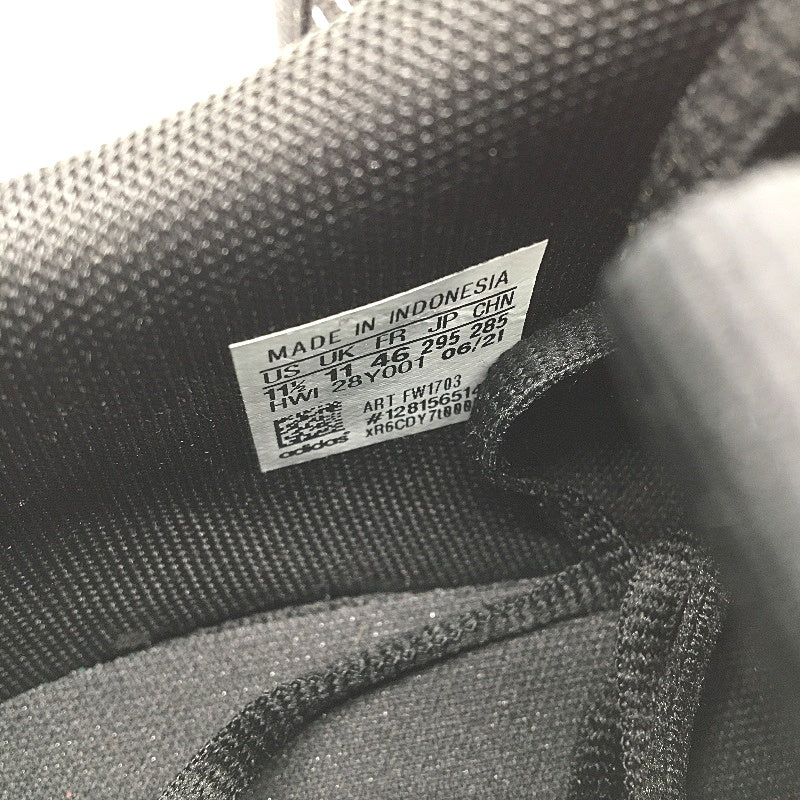 MADE IN INDONESIA
US UK FR JP CHN
11½ 11 46 295 285
HWI 28Y001 06/21
ART FW1703
#128156514
xR6CDY7t000
adidas